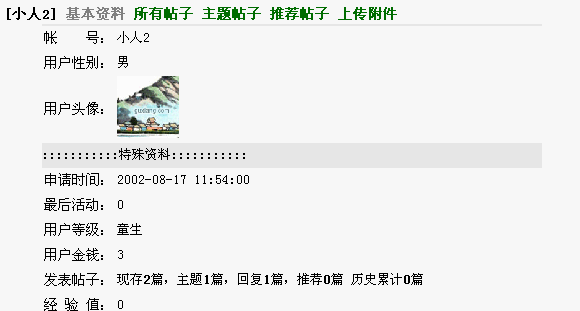 [小人2] 基本资料 所有帖子 主题帖子 推荐帖子 上传附件
帐 号： 小人2
用户性别： 男
用户头像：
:::::::::::特殊资料:::::::::::
申请时间： 2002-08-17 11:54:00
最后活动： 0
用户等级： 童生
用户金钱： 3
发表帖子： 现存2篇，主题1篇，回复1篇，推荐0篇 历史累计0篇
经 验 值： 0